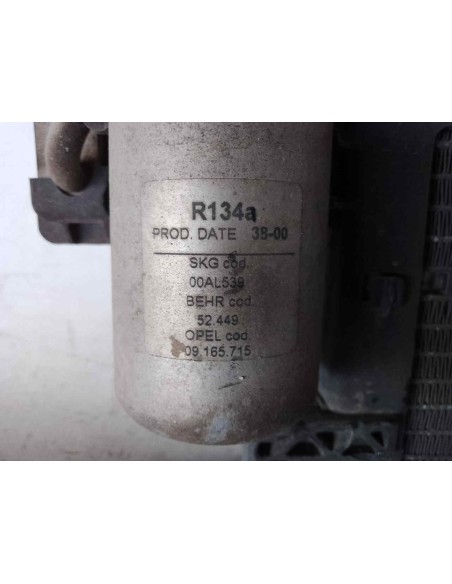 R134a
PROD. DATE 38-00
SKG cod.
00AL539
BEHR cod.
52.449
OPEL cod.
09.165.715